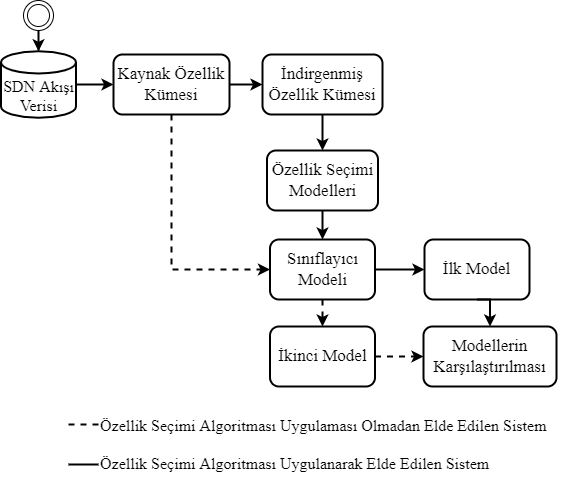 SDN Akışı
Verisi
Kaynak Özellik
Kümesi
İndirgenmiş
Özellik Kümesi
Özellik Seçimi
Modelleri
Sınıflayıcı
Modeli
İlk Model
İkinci Model
Modellerin
Karşılaştırılması
Özellik Seçimi Algoritması Uygulaması Olmadan Elde Edilen Sistem
Özellik Seçimi Algoritması Uygulanarak Elde Edilen Sistem